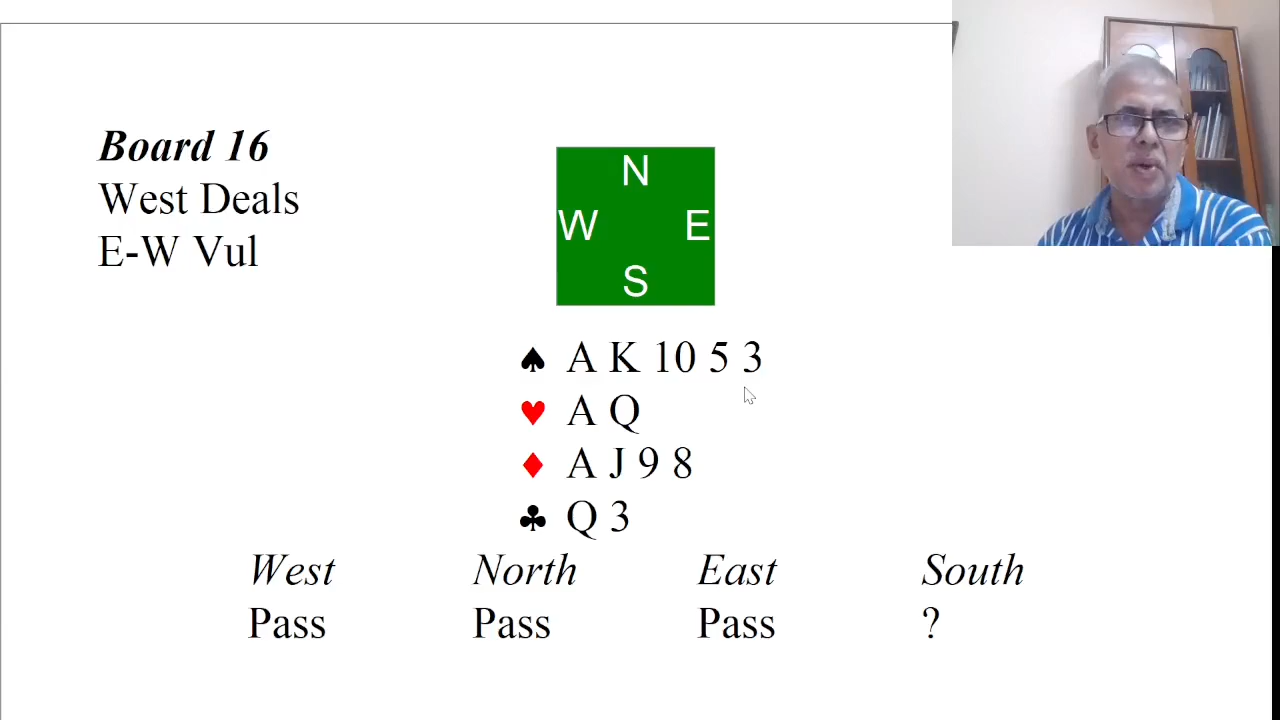 Board 16
West Deals
E-W Vul
N
W E
S
♠ A K 10 5 3
♥ A Q
♦ A J 9 8
♣ Q 3
West North East South
Pass Pass Pass ?